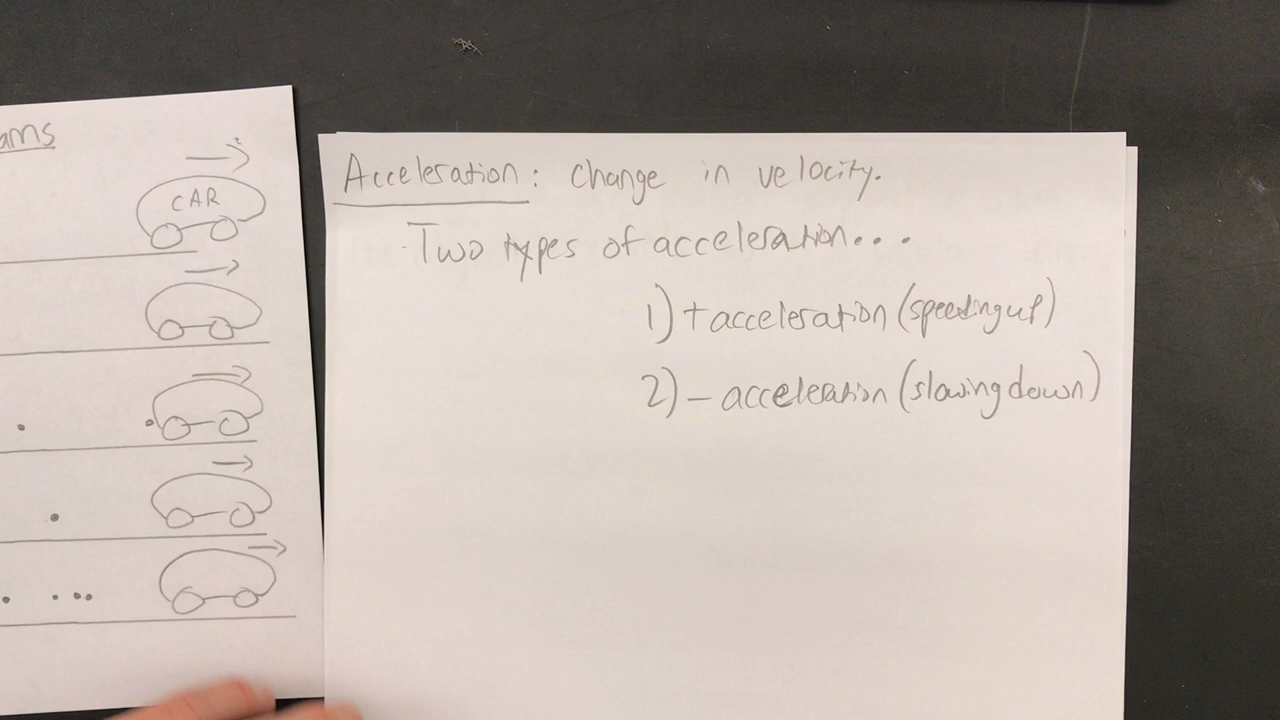 ams
CAR
Acceleration: change in velocity.
Two types of acceleration...
1) + acceleration (speeding up)
2) - acceleration (slowing down)